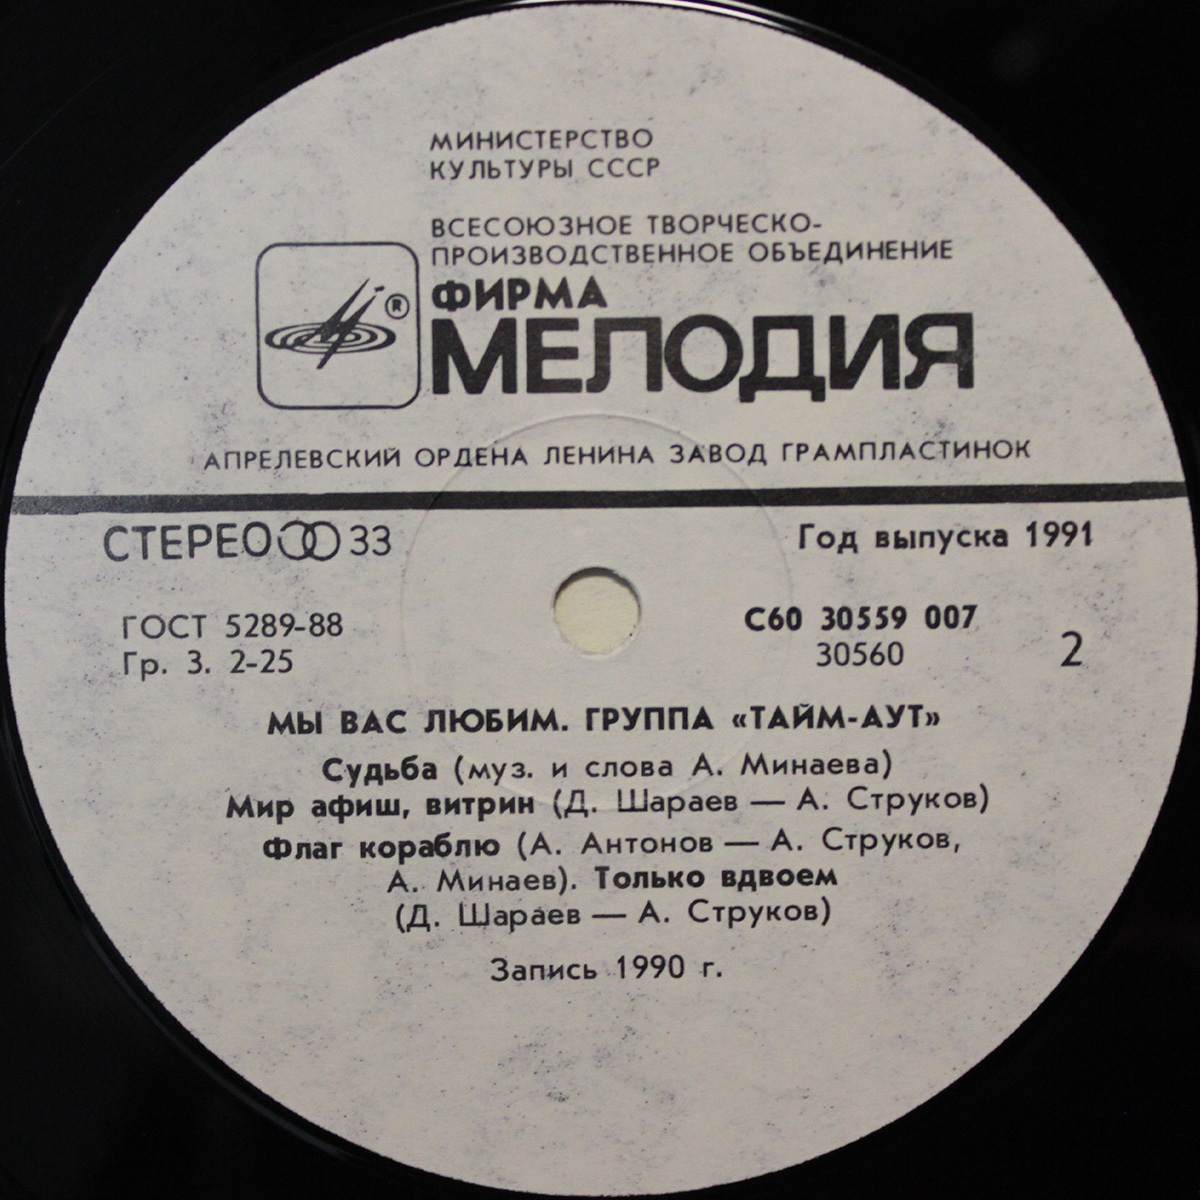 МИНИСТЕРСТВО
КУЛЬТУРЫ СССР
ВСЕСОЮЗНОЕ ТВОРЧЕСКО-
ПРОИЗВОДСТВЕННОЕ ОБЪЕДИНЕНИЕ
ФИРМА
®
МЕЛОДИЯ
АПРЕЛЕВСКИЙ ОРДЕНА ЛЕНИНА ЗАВОД ГРАМПЛАСТИНОК
СТЕРЕО 33
Год выпуска 1991
ГОСТ 5289-88
Гр. 3. 2-25
С60 30559 007
30560
2
МЫ ВАС ЛЮБИМ. ГРУППА «ТАЙМ-АУТ»
Судьба (муз. и слова А. Минаева)
Мир афиш, витрин (Д. Шараев — А. Струков)
Флаг кораблю (А. Антонов — А. Струков,
А. Минаев). Только вдвоем
(Д. Шараев — А. Струков)
Запись 1990 г.